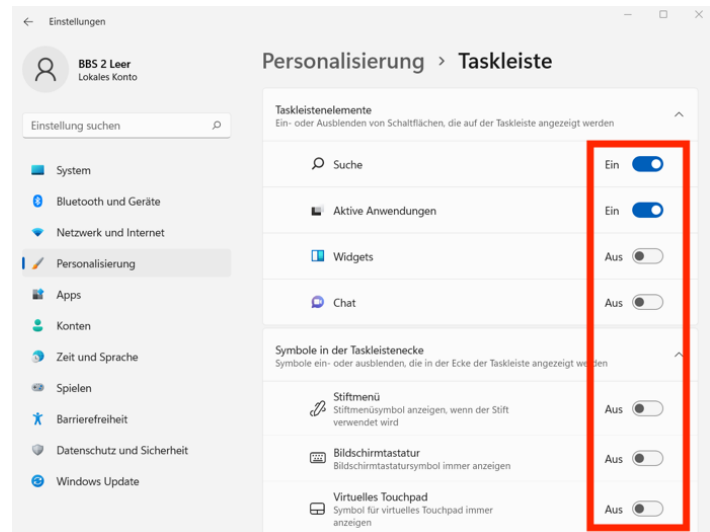 Einstellungen
BBS 2 Leer
Lokales Konto
Einstellung suchen
System
Bluetooth und Geräte
Netzwerk und Internet
Personalisierung
Apps
Konten
Zeit und Sprache
Spielen
Barrierefreiheit
Datenschutz und Sicherheit
Windows Update
Personalisierung > Taskleiste
Taskleistenelemente
Ein- oder Ausblenden von Schaltflächen, die auf der Taskleiste angezeigt werden
Suche Ein
Aktive Anwendungen Ein
Widgets Aus
Chat Aus
Symbole in der Taskleistenecke
Symbole ein- oder ausblenden, die in der Ecke der Taskleiste angezeigt werden
Stiftmenü
Stiftmenüsymbol anzeigen, wenn der Stift
verwendet wird
Aus
Bildschirmtastatur
Bildschirmtastatursymbol immer anzeigen
Aus
Virtuelles Touchpad
Symbol für virtuelles Touchpad immer
anzeigen
Aus